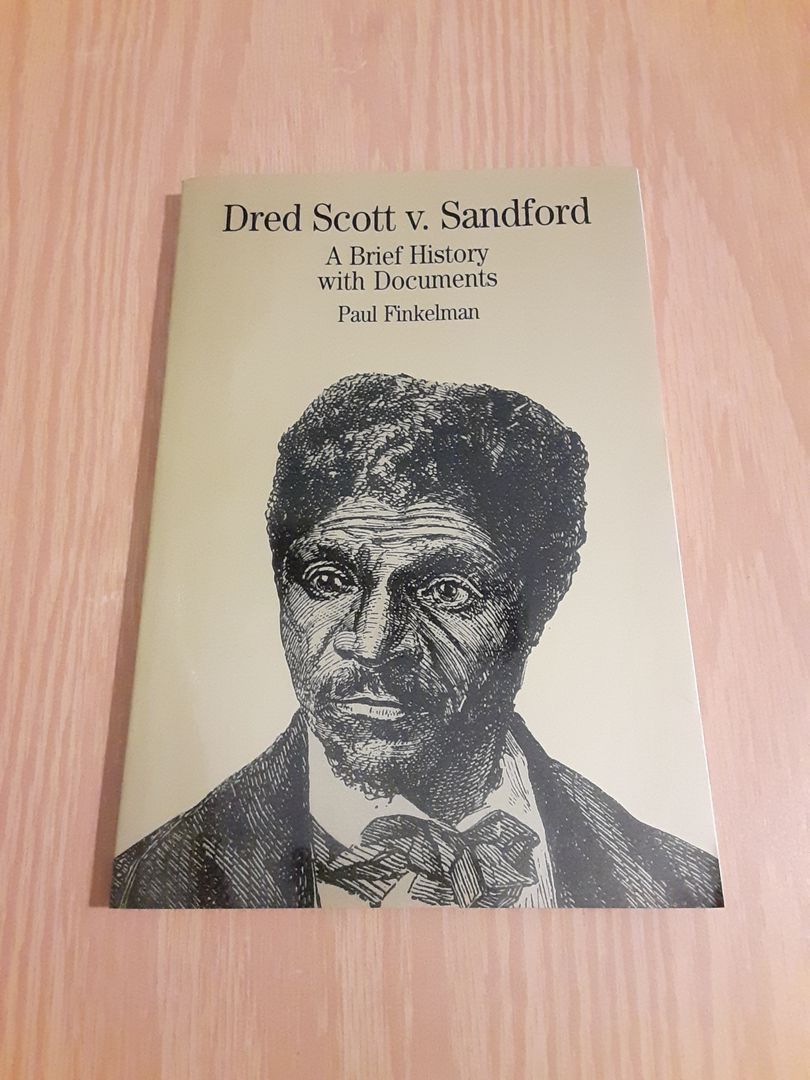 Dred Scott v. Sandford
A Brief History
with Documents
Paul Finkelman